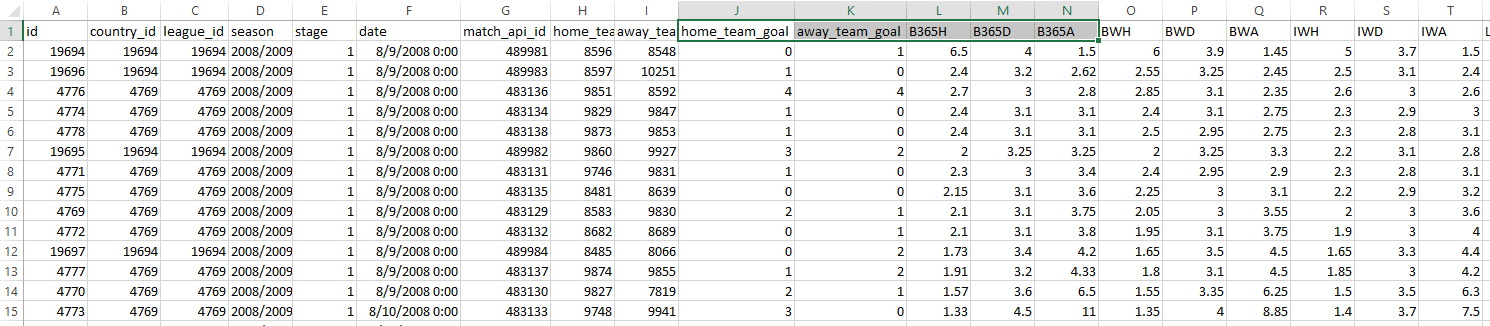 A B C D E F G H I J K L M N O P Q R S T
1 id country_id league_id season stage date match_api_id home_tea away_tea home_team_goal away_team_goal B365H B365D B365A BWH BWD BWA IWH IWD IWA L
2 19694 19694 19694 2008/2009 1 8/9/2008 0:00 489981 8596 8548 0 1 6.5 4 1.5 6 3.9 1.45 5 3.7 1.5
3 19696 19694 19694 2008/2009 1 8/9/2008 0:00 489983 8597 10251 1 0 2.4 3.2 2.62 2.55 3.25 2.45 2.5 3.1 2.4
4 4776 4769 4769 2008/2009 1 8/9/2008 0:00 483136 9851 8592 4 4 2.7 3 2.8 2.85 3.1 2.35 2.6 3 2.6
5 4774 4769 4769 2008/2009 1 8/9/2008 0:00 483134 9829 9847 1 0 2.4 3.1 3.1 2.4 3.1 2.75 2.3 2.9 3
6 4778 4769 4769 2008/2009 1 8/9/2008 0:00 483138 9873 9853 1 0 2.4 3.1 3.1 2.5 2.95 2.75 2.3 2.8 3.1
7 19695 19694 19694 2008/2009 1 8/9/2008 0:00 489982 9860 9927 3 2 2 3.25 3.25 2 3.25 3.3 2.2 3.1 2.8
8 4771 4769 4769 2008/2009 1 8/9/2008 0:00 483131 9746 9831 1 0 2.3 3 3.4 2.4 2.95 2.9 2.3 2.8 3.1
9 4775 4769 4769 2008/2009 1 8/9/2008 0:00 483135 8481 8639 0 0 2.15 3.1 3.6 2.25 3 3.1 2.2 2.9 3.2
10 4769 4769 4769 2008/2009 1 8/9/2008 0:00 483129 8583 9830 2 1 2.1 3.1 3.75 2.05 3 3.55 2 3 3.6
11 4772 4769 4769 2008/2009 1 8/9/2008 0:00 483132 8682 8689 0 1 2.1 3.1 3.8 1.95 3.1 3.75 1.9 3 4
12 19697 19694 19694 2008/2009 1 8/9/2008 0:00 489984 8485 8066 0 2 1.73 3.4 4.2 1.65 3.5 4.5 1.65 3.3 4.4
13 4777 4769 4769 2008/2009 1 8/9/2008 0:00 483137 9874 9855 1 2 1.91 3.2 4.33 1.8 3.1 4.5 1.85 3 4.2
14 4770 4769 4769 2008/2009 1 8/9/2008 0:00 483130 9827 7819 2 1 1.57 3.6 6.5 1.55 3.35 6.25 1.5 3.5 6.3
15 4773 4769 4769 2008/2009 1 8/10/2008 0:00 483133 9748 9941 3 0 1.33 4.5 11 1.35 4 8.85 1.4 3.7 7.5